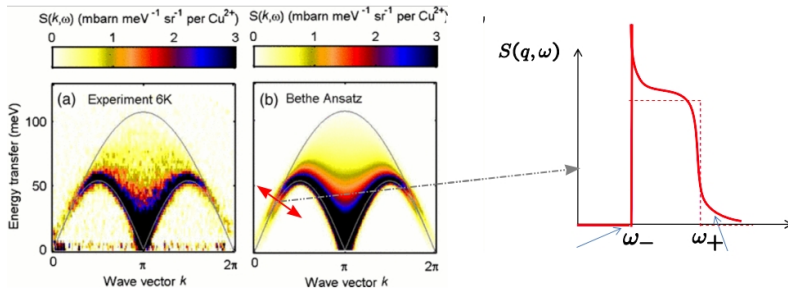 S(k,ω) (mbarn meV⁻¹ sr⁻¹ per Cu²⁺)
0 1 2 3
S(k,ω) (mbarn meV⁻¹ sr⁻¹ per Cu²⁺)
0 1 2 3
Energy transfer (meV)
100
50
0
(a) Experiment 6K
0 π 2π
Wave vector k
(b) Bethe Ansatz
0 π 2π
Wave vector k
S(q, ω)
ω₋ ω₊